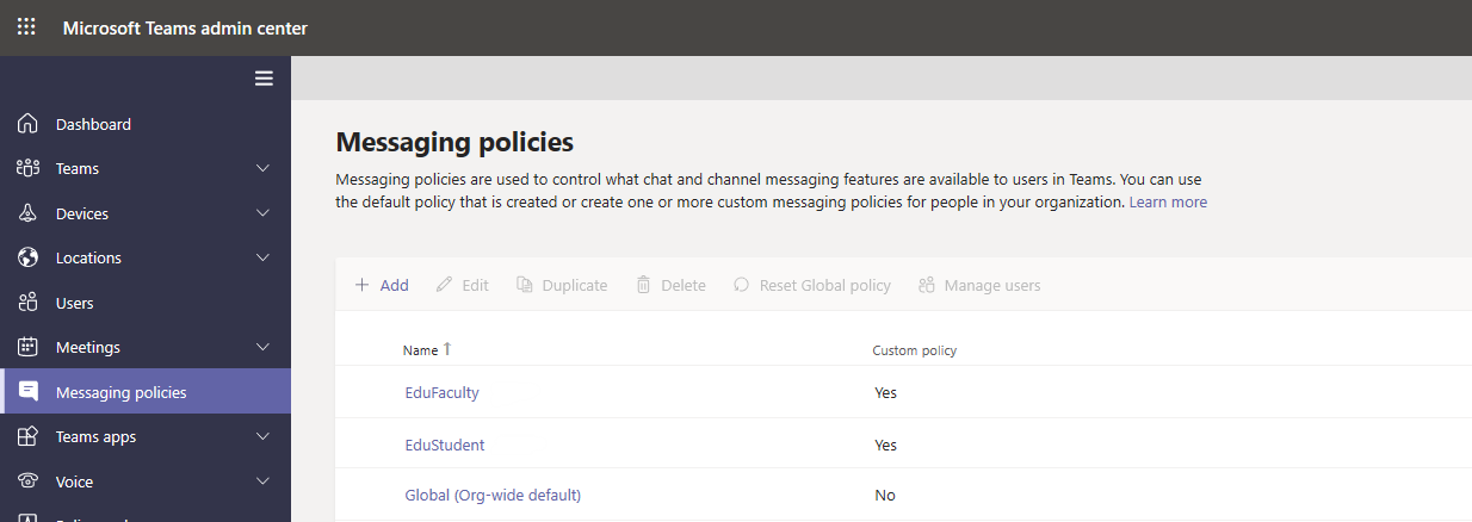 Microsoft Teams admin center
Dashboard
Teams
Devices
Locations
Users
Meetings
Messaging policies
Teams apps
Voice
Messaging policies
Messaging policies are used to control what chat and channel messaging features are available to users in Teams. You can use
the default policy that is created or create one or more custom messaging policies for people in your organization. Learn more
+ Add Edit Duplicate Delete Reset Global policy Manage users
Name ↑ Custom policy
EduFaculty Yes
EduStudent Yes
Global (Org-wide default) No